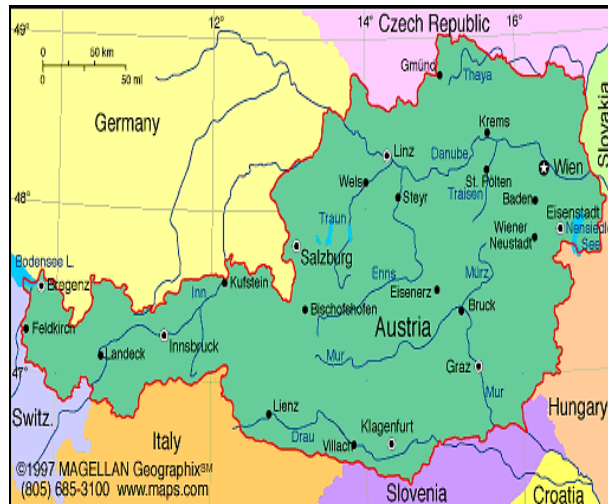 49°
12°
14°
16°
Czech Republic
0 50 km
0 50 mi
Gmünd
Thaya
Germany
Slovakia
Krems
Linz
Danube
Wien
Wels
St. Pölten
Steyr
Traisen
Baden
48°
Traun
Eisenstadt
Wiener
Neustadt
Neusiedler
See
Salzburg
Bodensee L.
Enns
Mürz
Bregenz
Inn
Kufstein
Eisenerz
Bischofshofen
Bruck
Feldkirch
Austria
Innsbruck
Landeck
Mur
Graz
47°
Mur
Hungary
Switz.
Lienz
Klagenfurt
Italy
Drau
Villach
©1997 MAGELLAN Geographix℠
(805) 685-3100 www.maps.com
Slovenia
Croatia